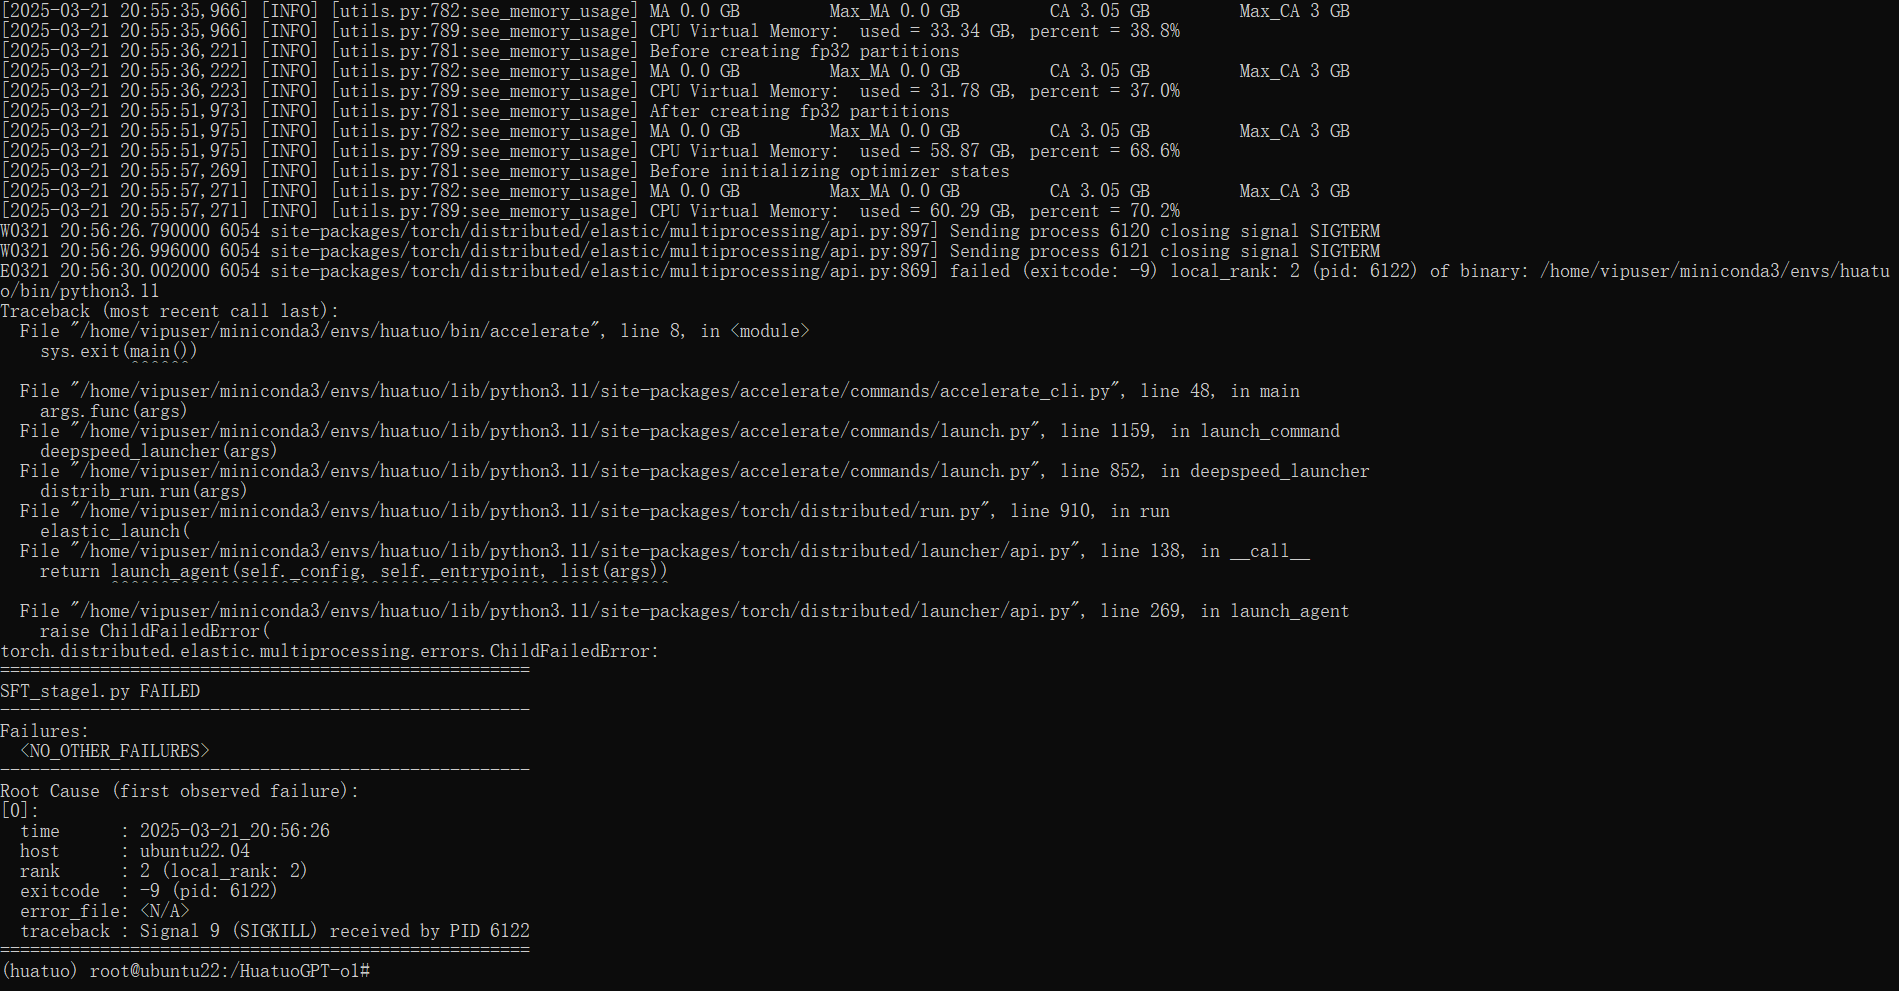 [2025-03-21 20:55:35,966] [INFO] [utils.py:782:see_memory_usage] MA 0.0 GB         Max_MA 0.0 GB         CA 3.05 GB         Max_CA 3 GB
[2025-03-21 20:55:35,966] [INFO] [utils.py:789:see_memory_usage] CPU Virtual Memory:  used = 33.34 GB, percent = 38.8%
[2025-03-21 20:55:36,221] [INFO] [utils.py:781:see_memory_usage] Before creating fp32 partitions
[2025-03-21 20:55:36,222] [INFO] [utils.py:782:see_memory_usage] MA 0.0 GB         Max_MA 0.0 GB         CA 3.05 GB         Max_CA 3 GB
[2025-03-21 20:55:36,223] [INFO] [utils.py:789:see_memory_usage] CPU Virtual Memory:  used = 31.78 GB, percent = 37.0%
[2025-03-21 20:55:51,973] [INFO] [utils.py:781:see_memory_usage] After creating fp32 partitions
[2025-03-21 20:55:51,975] [INFO] [utils.py:782:see_memory_usage] MA 0.0 GB         Max_MA 0.0 GB         CA 3.05 GB         Max_CA 3 GB
[2025-03-21 20:55:51,975] [INFO] [utils.py:789:see_memory_usage] CPU Virtual Memory:  used = 58.87 GB, percent = 68.6%
[2025-03-21 20:55:57,269] [INFO] [utils.py:781:see_memory_usage] Before initializing optimizer states
[2025-03-21 20:55:57,271] [INFO] [utils.py:782:see_memory_usage] MA 0.0 GB         Max_MA 0.0 GB         CA 3.05 GB         Max_CA 3 GB
[2025-03-21 20:55:57,271] [INFO] [utils.py:789:see_memory_usage] CPU Virtual Memory:  used = 60.29 GB, percent = 70.2%
W0321 20:56:26.790000 6054 site-packages/torch/distributed/elastic/multiprocessing/api.py:897] Sending process 6120 closing signal SIGTERM
W0321 20:56:26.996000 6054 site-packages/torch/distributed/elastic/multiprocessing/api.py:897] Sending process 6121 closing signal SIGTERM
E0321 20:56:30.002000 6054 site-packages/torch/distributed/elastic/multiprocessing/api.py:869] failed (exitcode: -9) local_rank: 2 (pid: 6122) of binary: /home/vipuser/miniconda3/envs/huatu
o/bin/python3.11
Traceback (most recent call last):
  File "/home/vipuser/miniconda3/envs/huatuo/bin/accelerate", line 8, in <module>
    sys.exit(main())
             ^^^^^^
  File "/home/vipuser/miniconda3/envs/huatuo/lib/python3.11/site-packages/accelerate/commands/accelerate_cli.py", line 48, in main
    args.func(args)
  File "/home/vipuser/miniconda3/envs/huatuo/lib/python3.11/site-packages/accelerate/commands/launch.py", line 1159, in launch_command
    deepspeed_launcher(args)
  File "/home/vipuser/miniconda3/envs/huatuo/lib/python3.11/site-packages/accelerate/commands/launch.py", line 852, in deepspeed_launcher
    distrib_run.run(args)
  File "/home/vipuser/miniconda3/envs/huatuo/lib/python3.11/site-packages/torch/distributed/run.py", line 910, in run
    elastic_launch(
  File "/home/vipuser/miniconda3/envs/huatuo/lib/python3.11/site-packages/torch/distributed/launcher/api.py", line 138, in __call__
    return launch_agent(self._config, self._entrypoint, list(args))
           ^^^^^^^^^^^^^^^^^^^^^^^^^^^^^^^^^^^^^^^^^^^^^^^^^^^^^^^^
  File "/home/vipuser/miniconda3/envs/huatuo/lib/python3.11/site-packages/torch/distributed/launcher/api.py", line 269, in launch_agent
    raise ChildFailedError(
torch.distributed.elastic.multiprocessing.errors.ChildFailedError:
=====================================================
SFT_stage1.py FAILED
-----------------------------------------------------
Failures:
  <NO_OTHER_FAILURES>
-----------------------------------------------------
Root Cause (first observed failure):
[0]:
  time      : 2025-03-21_20:56:26
  host      : ubuntu22.04
  rank      : 2 (local_rank: 2)
  exitcode  : -9 (pid: 6122)
  error_file: <N/A>
  traceback : Signal 9 (SIGKILL) received by PID 6122
=====================================================
(huatuo) root@ubuntu22:/HuatuoGPT-o1#